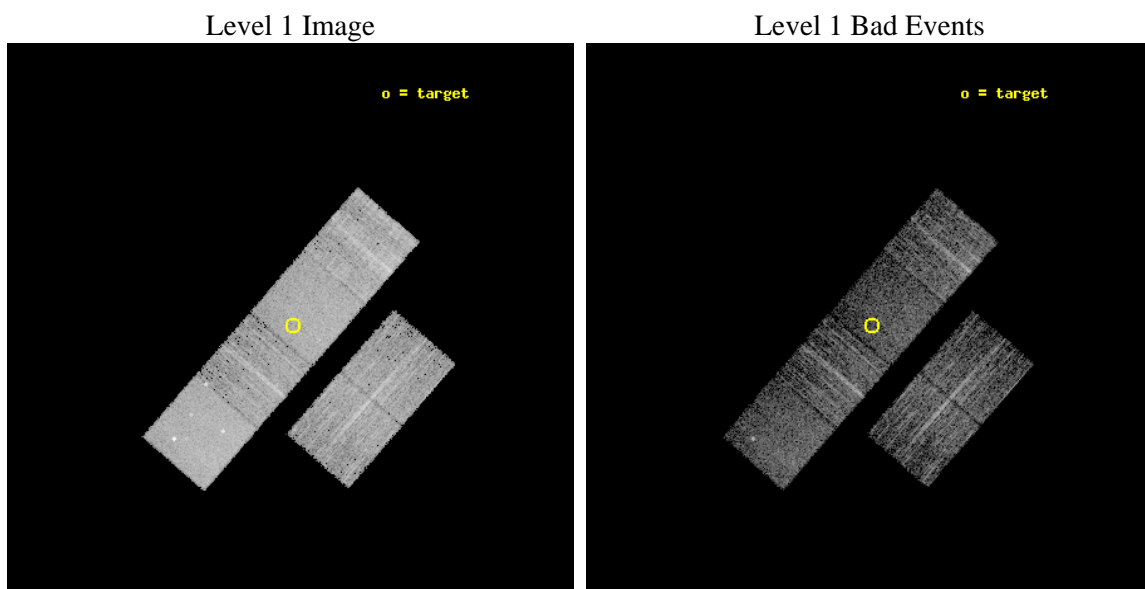 Level 1 Image
Level 1 Bad Events
o = target
o = target